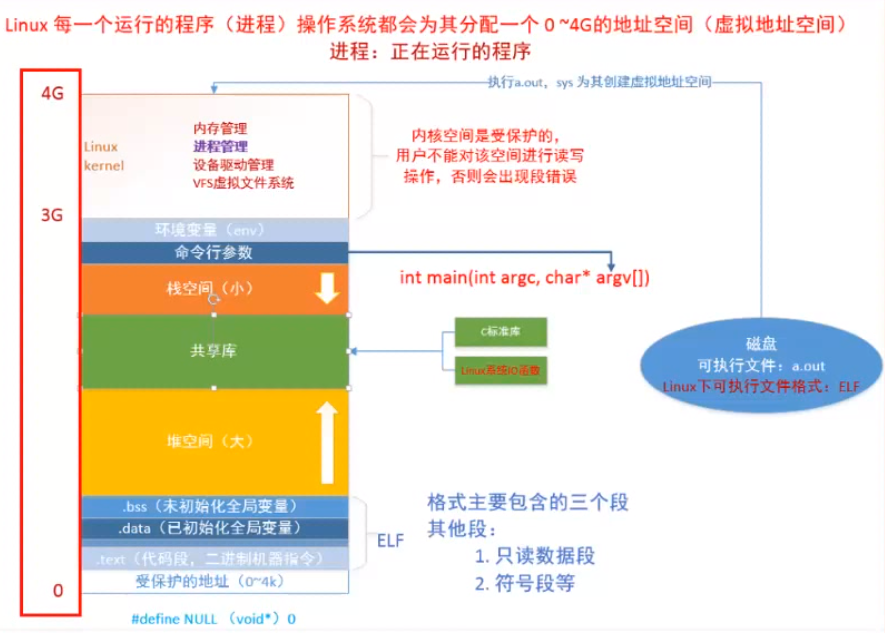 Linux 每一个运行的程序（进程）操作系统都会为其分配一个 0 ~4G的地址空间（虚拟地址空间）
进程：正在运行的程序
执行a.out，sys 为其创建虚拟地址空间
4G
Linux
kernel
内存管理
进程管理
设备驱动管理
VFS虚拟文件系统
内核空间是受保护的，
用户不能对该空间进行读写
操作，否则会出现段错误
3G
环境变量（env）
命令行参数
int main(int argc, char* argv[])
栈空间（小）
共享库
C标准库
Linux系统IO函数
磁盘
可执行文件：a.out
Linux下可执行文件格式：ELF
堆空间（大）
.bss（未初始化全局变量）
.data（已初始化全局变量）
.text（代码段，二进制机器指令）
受保护的地址（0~4k）
ELF
格式主要包含的三个段
其他段：
1. 只读数据段
2. 符号段等
0
#define NULL （void*）0